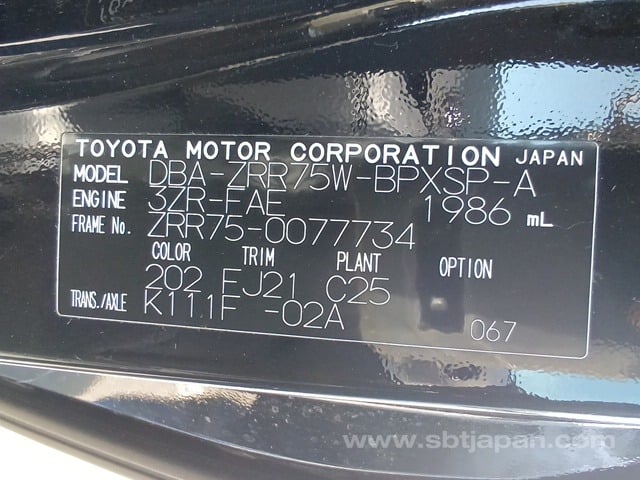 TOYOTA MOTOR CORPORATION JAPAN
MODEL DBA-ZRR75W-BPXSP-A
ENGINE 3ZR-FAE 1986 mL
FRAME No. ZRR75-0077734
COLOR TRIM PLANT OPTION
202 FJ21 C25
TRANS./AXLE K111F -02A
067
www.sbtjapan.com